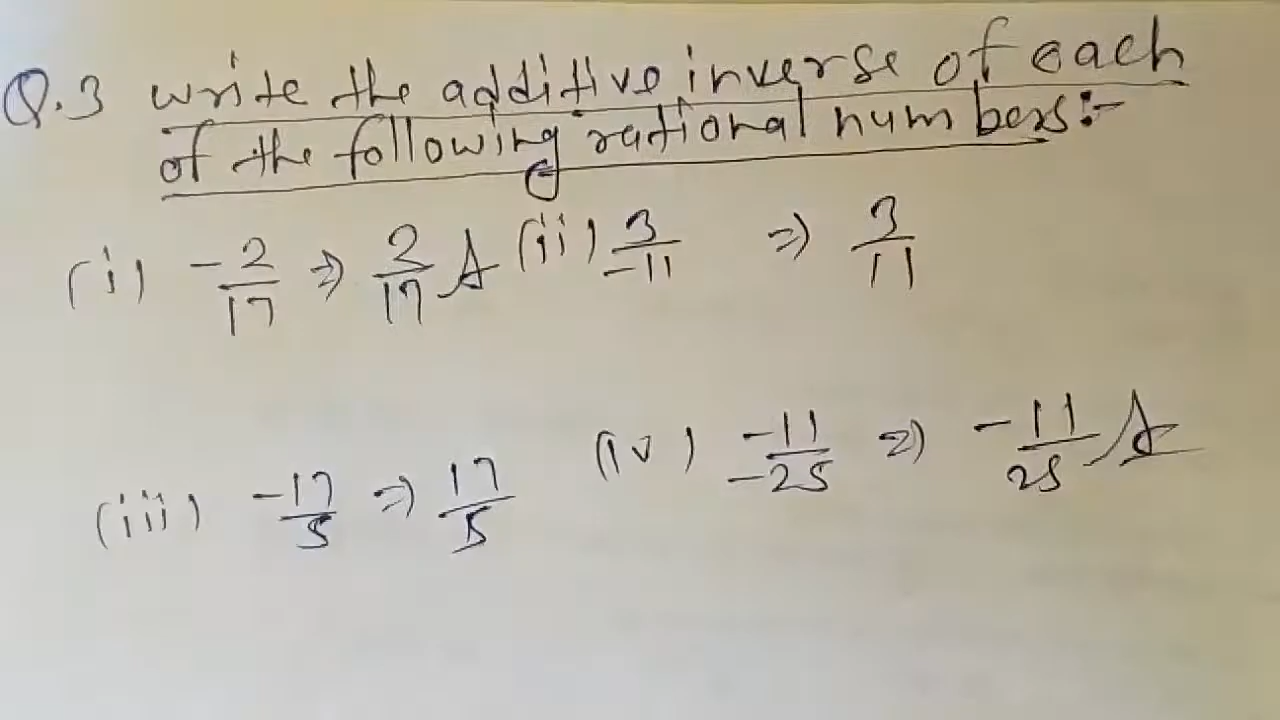 Q.3 write the additive inverse of each
of the following rational numbers:-
(i) -2/17 ⇒ 2/17 A (ii) 3/-11 ⇒ 3/11
(iii) -17/5 ⇒ 17/5 (iv) -11/-25 ⇒ -11/25 A